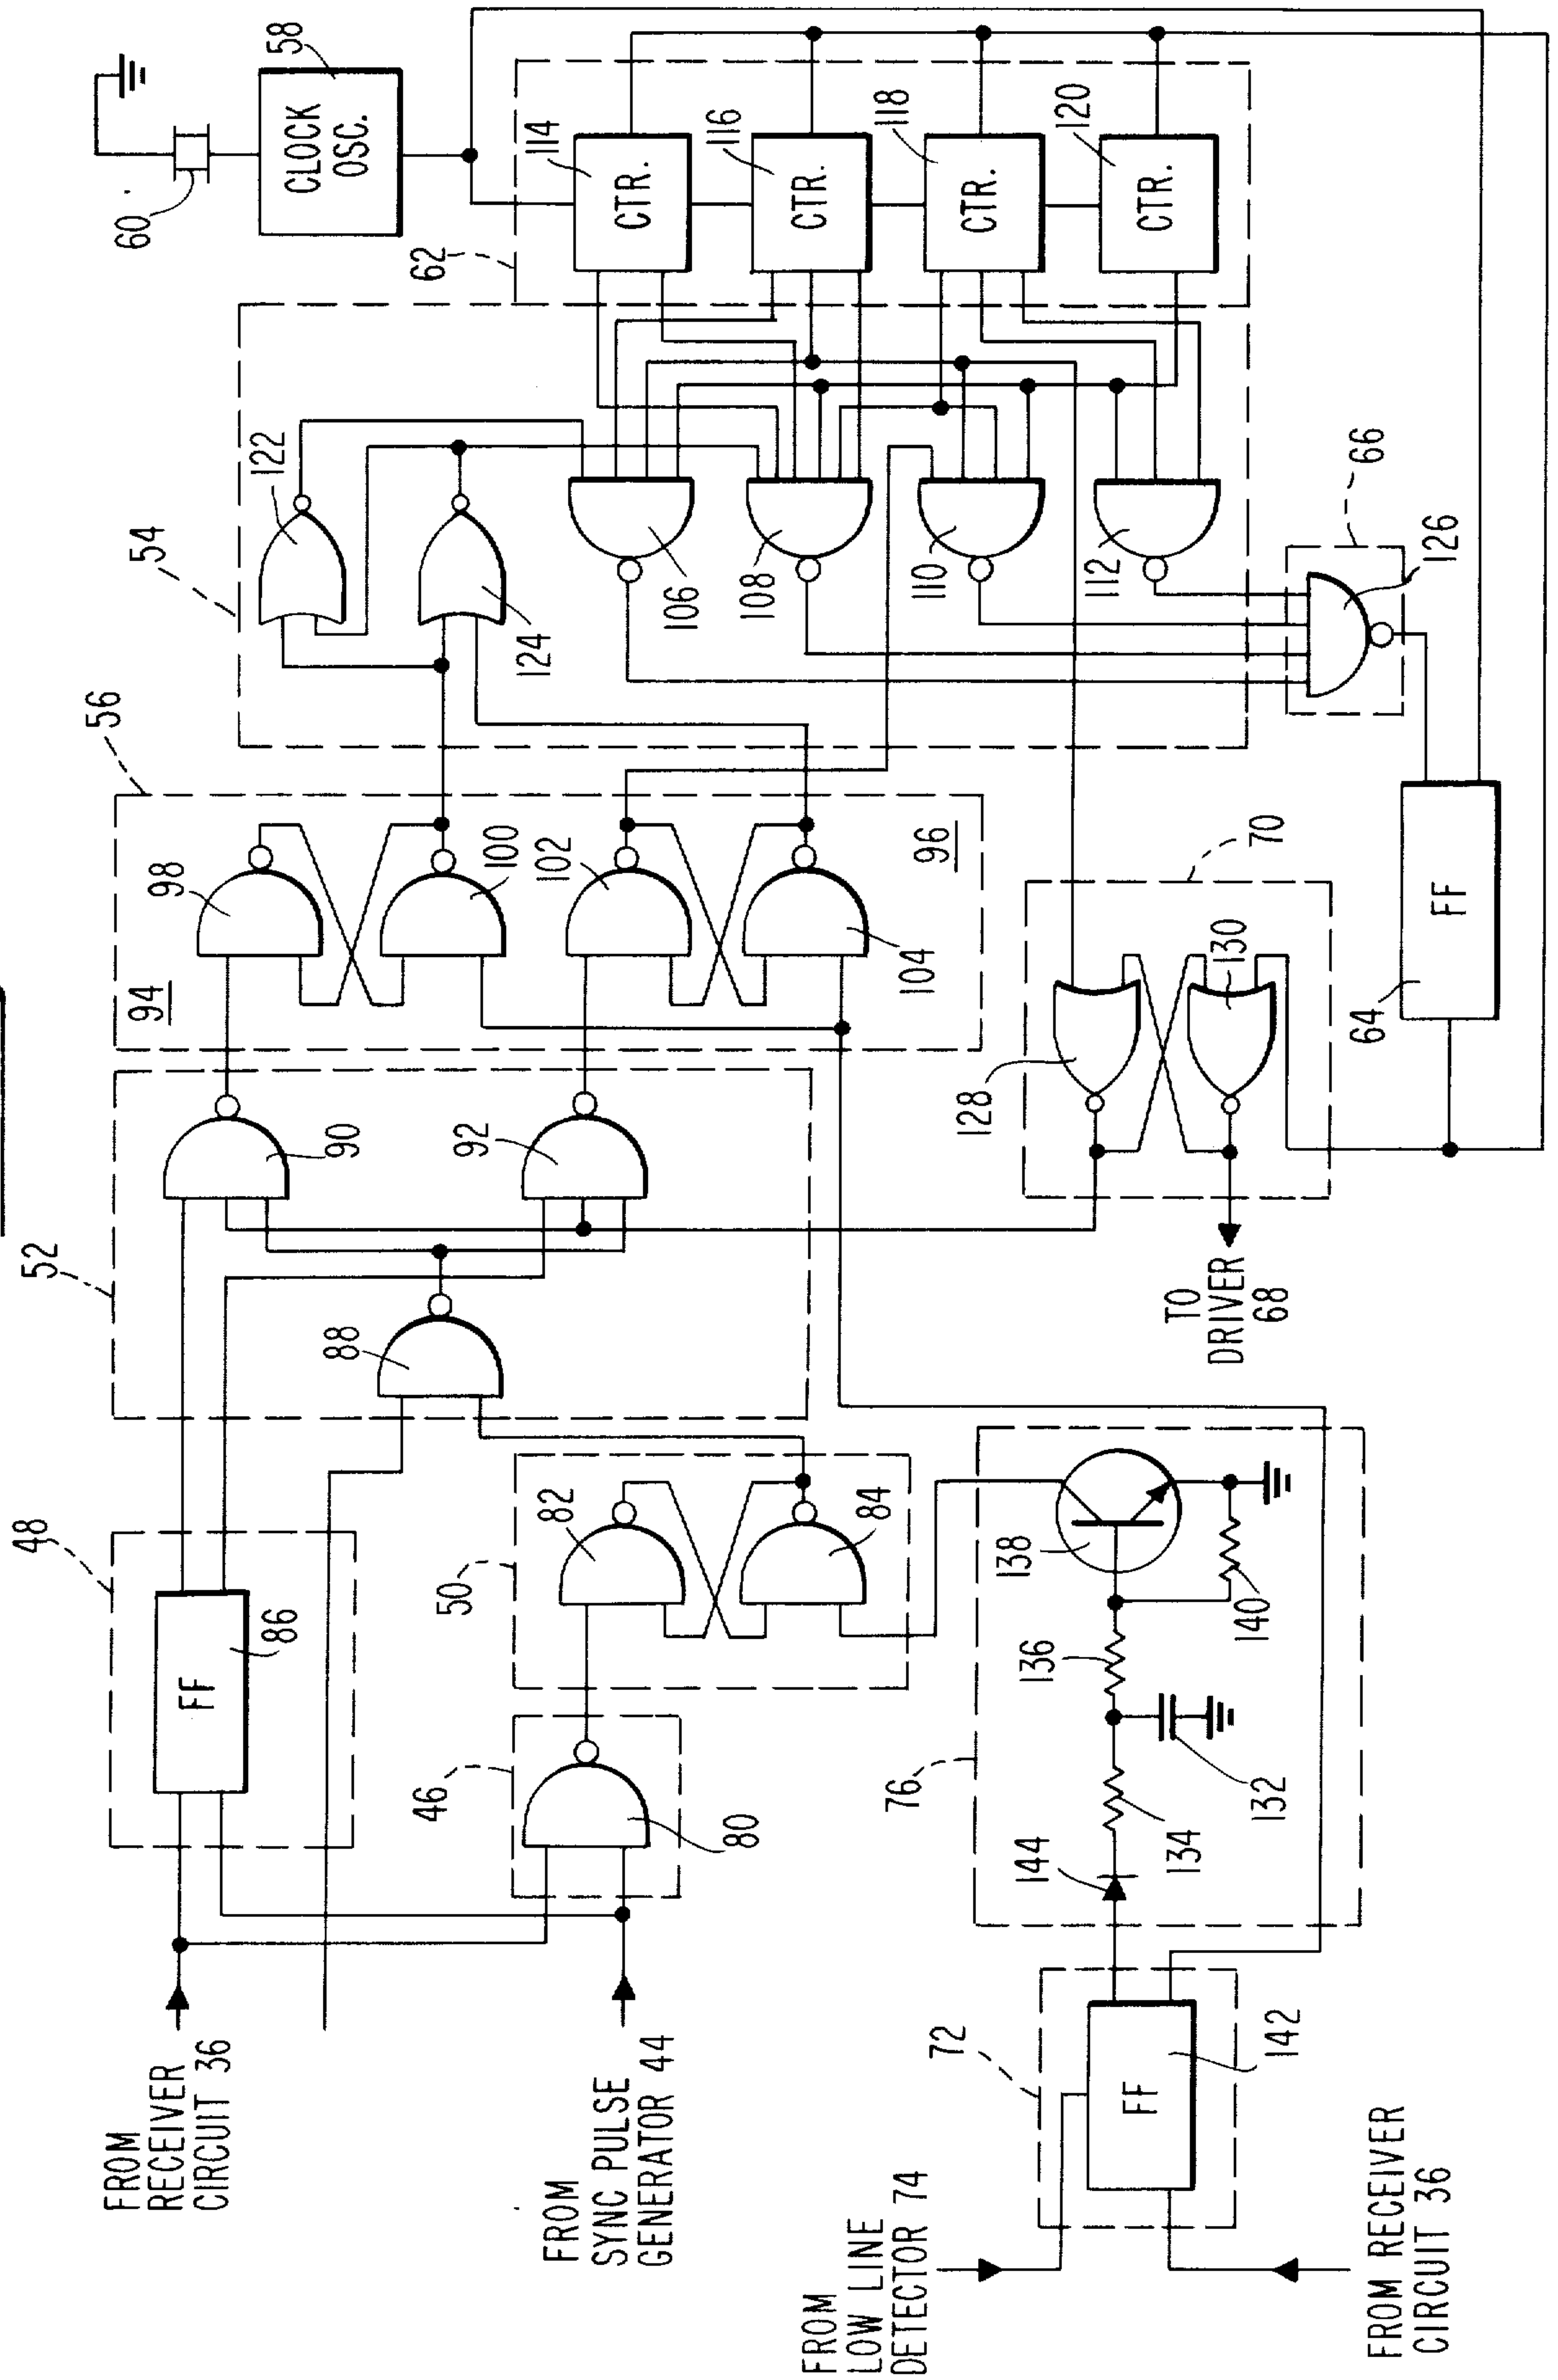 54
122
124
106
108
110
112
60
CLOCK
OSC.
58
62
CTR.
114
CTR.
116
CTR.
118
CTR.
120
66
126
56
94
98
100
102
104
96
52
88
90
92
70
128
130
64
FF
TO
DRIVER
68
48
FF
86
50
82
84
46
80
76
138
136
140
134
132
144
72
FF
142
FROM
RECEIVER
CIRCUIT 36
FROM
SYNC PULSE
GENERATOR 44
FROM
LOW LINE
DETECTOR 74
FROM RECEIVER
CIRCUIT 36